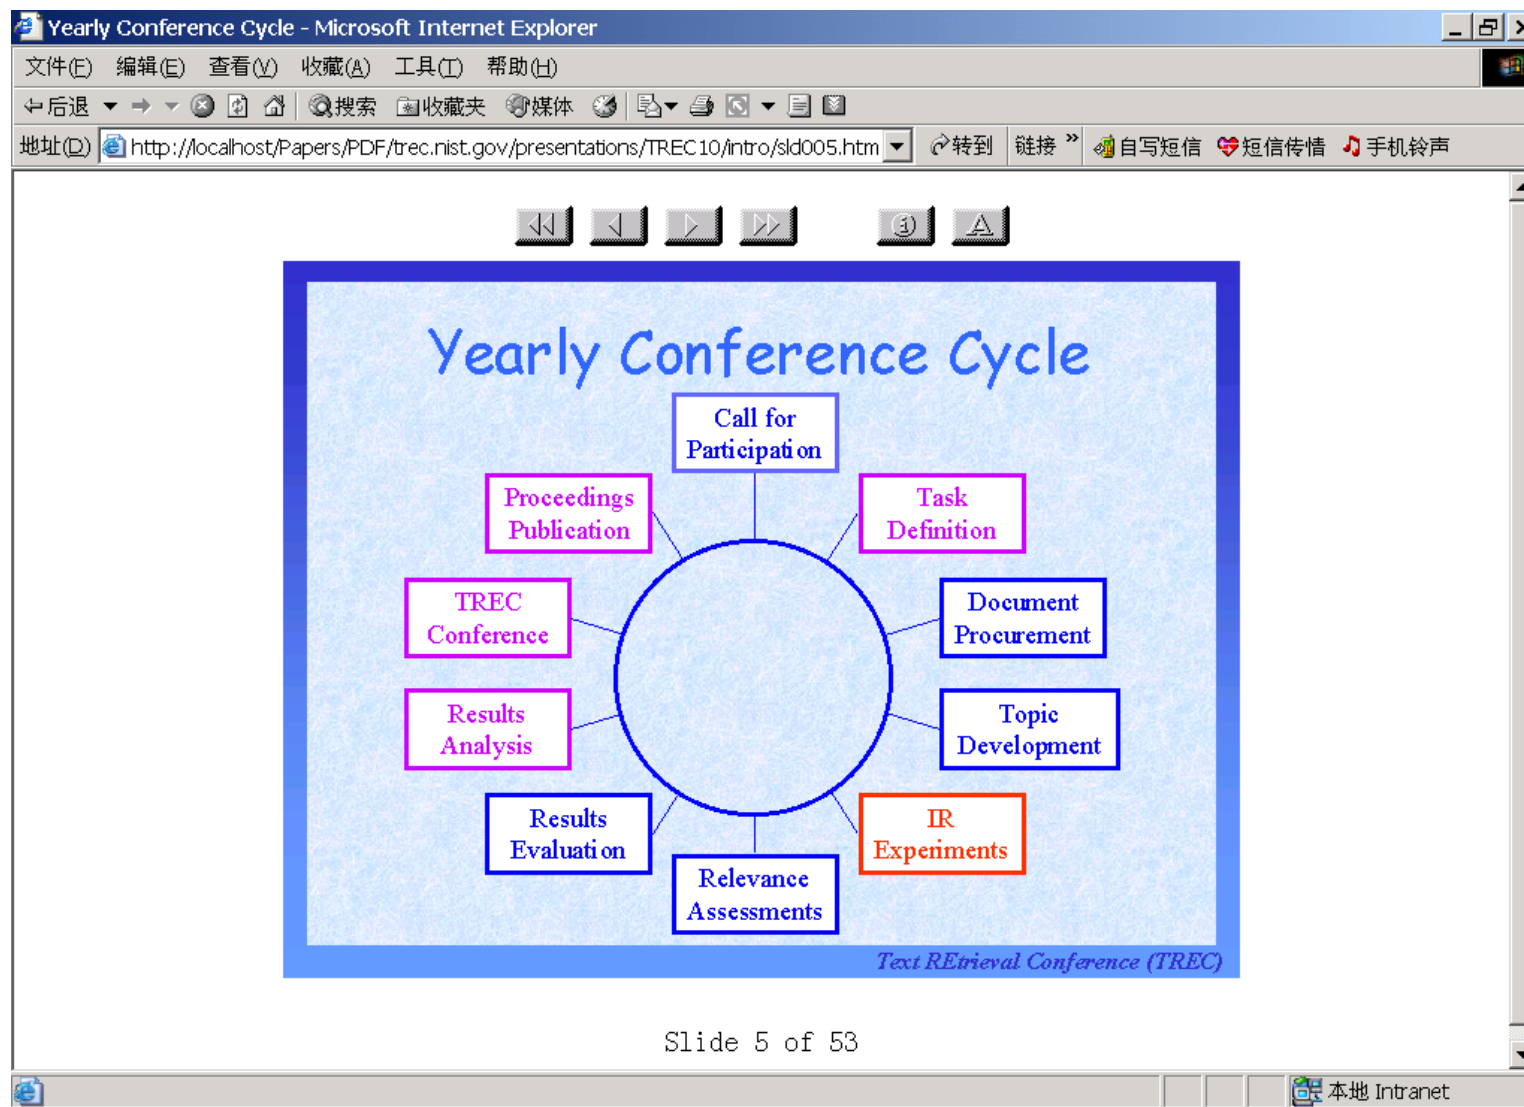 Yearly Conference Cycle - Microsoft Internet Explorer
文件(F) 编辑(E) 查看(V) 收藏(A) 工具(T) 帮助(H)
后退 搜索 收藏夹 媒体
地址(D) http://localhost/Papers/PDF/trec.nist.gov/presentations/TREC10/intro/sld005.htm 转到 链接 » 自写短信 短信传情 手机铃声
Yearly Conference Cycle
Call for
Participation
Proceedings
Publication
Task
Definition
TREC
Conference
Document
Procurement
Results
Analysis
Topic
Development
Results
Evaluation
IR
Experiments
Relevance
Assessments
Text REtrieval Conference (TREC)
Slide 5 of 53
本地 Intranet